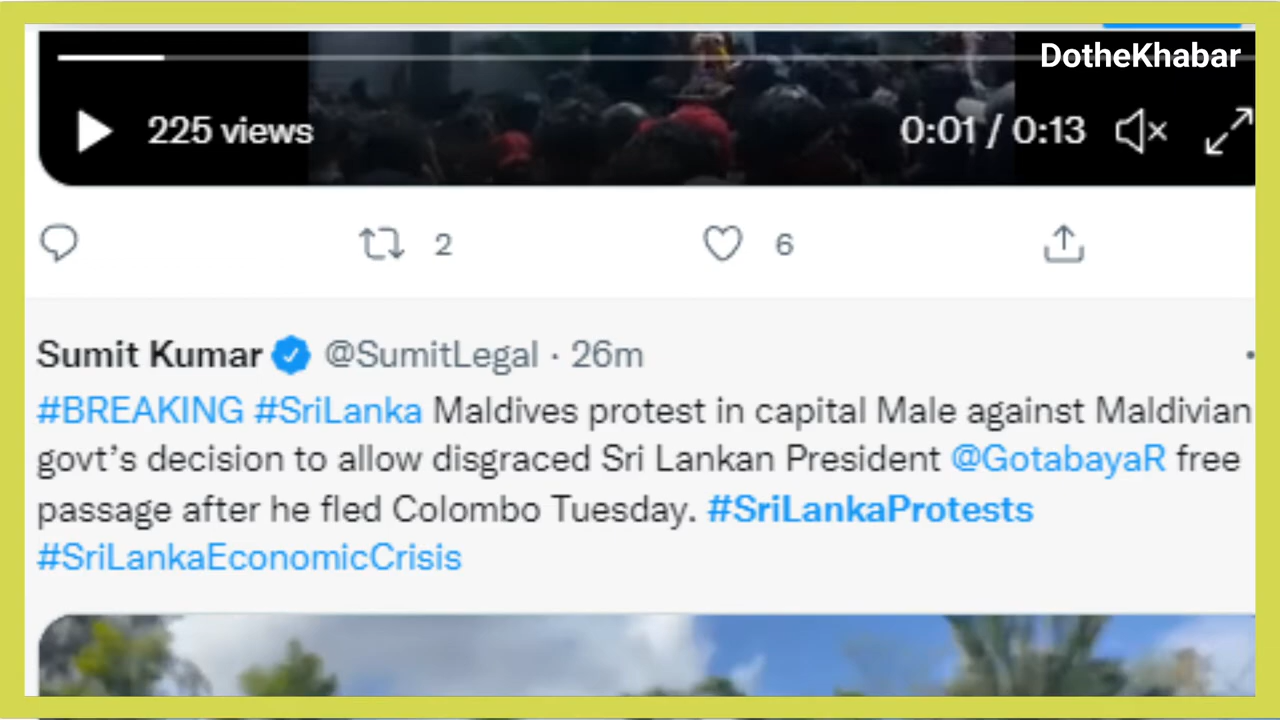 DotheKhabar
225 views
0:01 / 0:13
2
6
Sumit Kumar @SumitLegal · 26m
#BREAKING #SriLanka Maldives protest in capital Male against Maldivian
govt’s decision to allow disgraced Sri Lankan President @GotabayaR free
passage after he fled Colombo Tuesday. #SriLankaProtests
#SriLankaEconomicCrisis